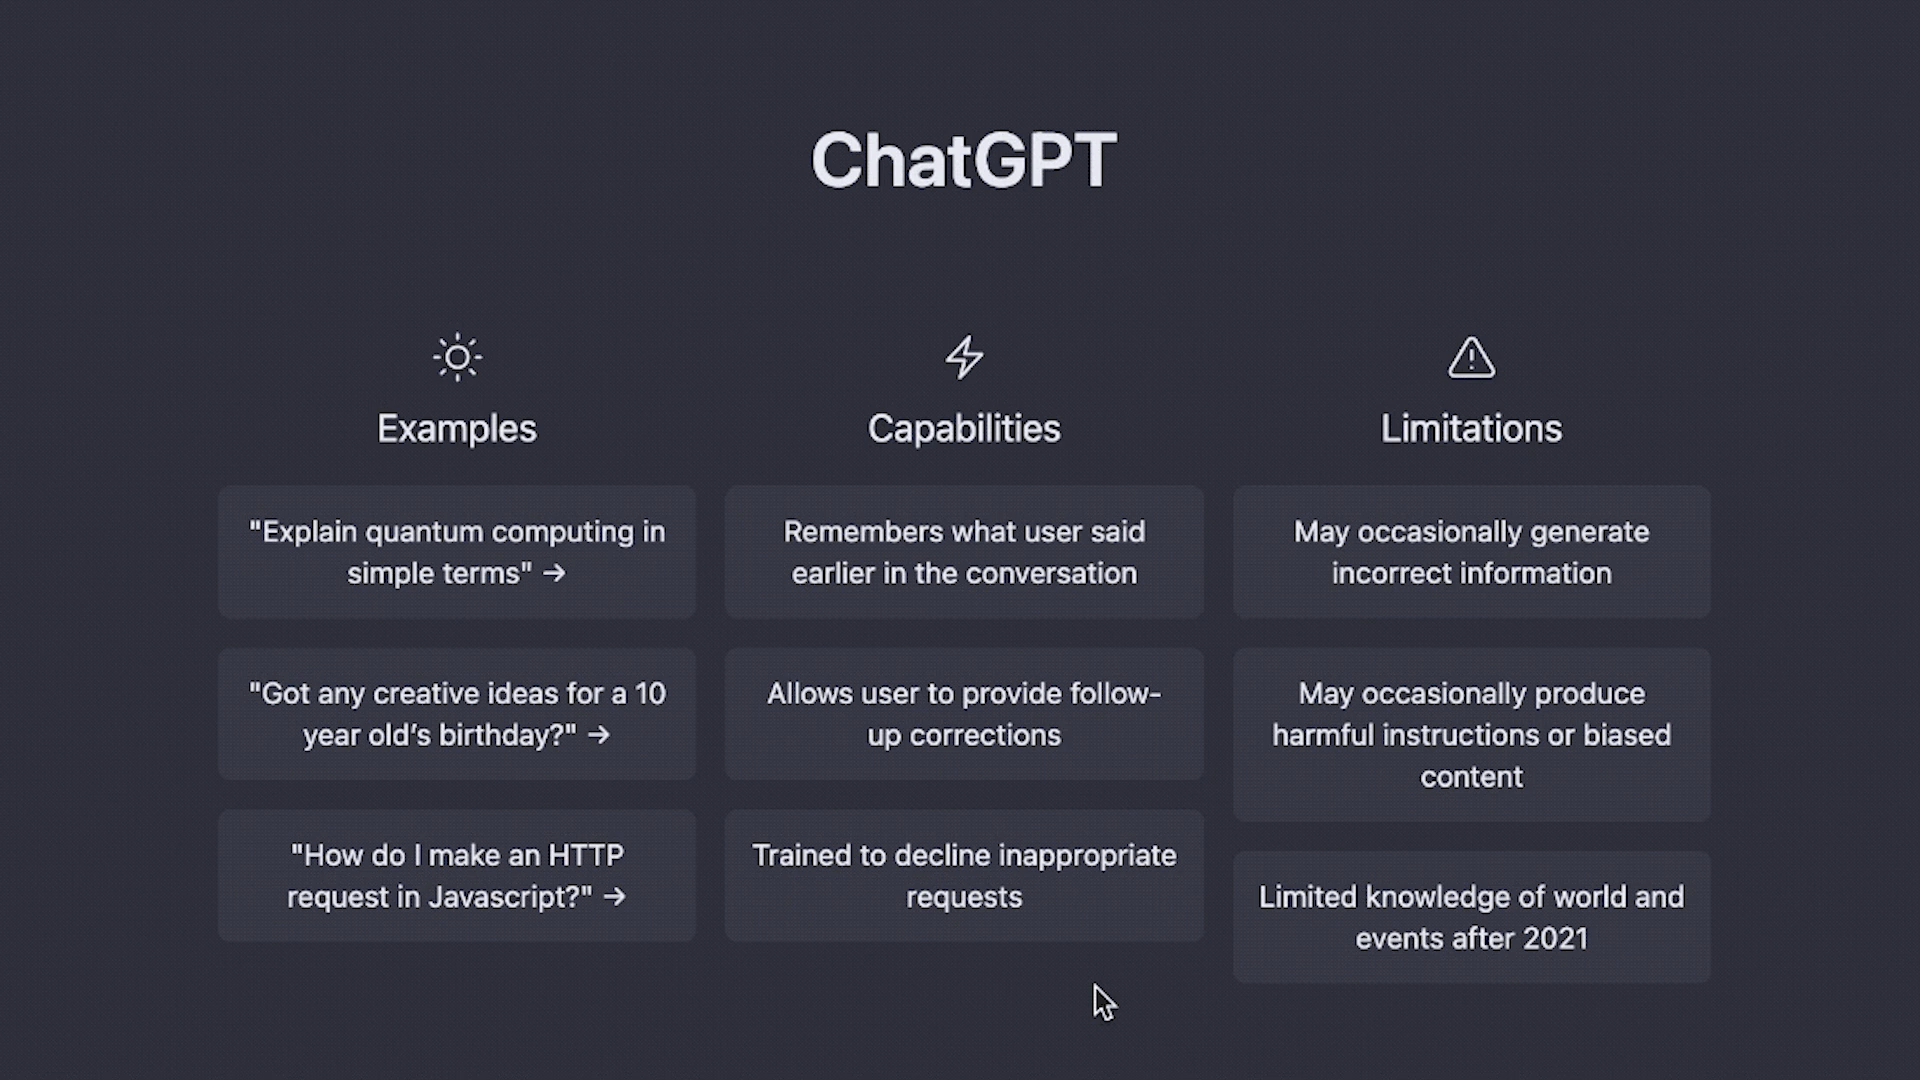 ChatGPT
Examples
"Explain quantum computing in
simple terms" →
"Got any creative ideas for a 10
year old’s birthday?" →
"How do I make an HTTP
request in Javascript?" →
Capabilities
Remembers what user said
earlier in the conversation
Allows user to provide follow-
up corrections
Trained to decline inappropriate
requests
Limitations
May occasionally generate
incorrect information
May occasionally produce
harmful instructions or biased
content
Limited knowledge of world and
events after 2021